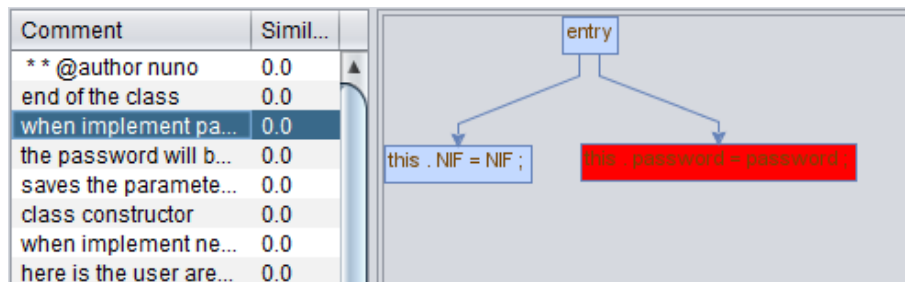 Comment Simil...
* * @author nuno 0.0
end of the class 0.0
when implement pa... 0.0
the password will b... 0.0
saves the paramete... 0.0
class constructor 0.0
when implement ne... 0.0
here is the user are... 0.0
entry
this . NIF = NIF ;
this . password = password ;